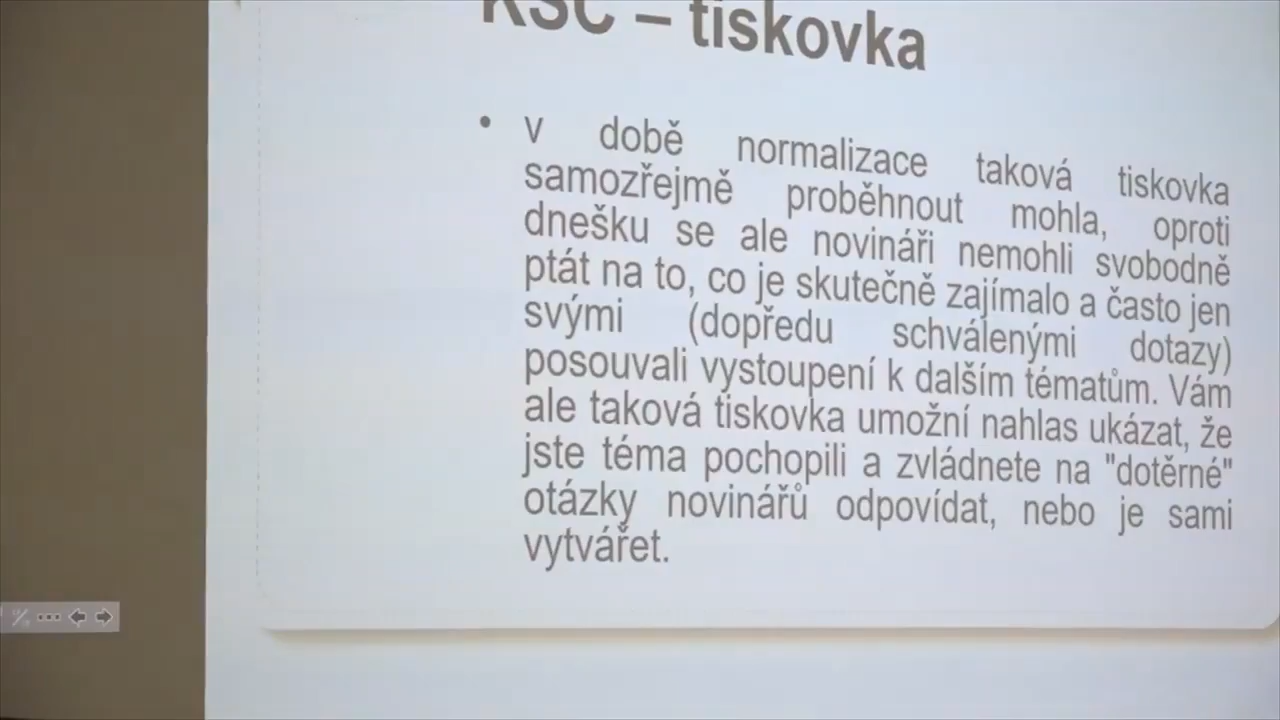 KSČ – tiskovka
• v době normalizace taková tiskovka
samozřejmě proběhnout mohla, oproti
dnešku se ale novináři nemohli svobodně
ptát na to, co je skutečně zajímalo a často jen
svými (dopředu schválenými dotazy)
posouvali vystoupení k dalším tématům. Vám
ale taková tiskovka umožní nahlas ukázat, že
jste téma pochopili a zvládnete na "dotěrné"
otázky novinářů odpovídat, nebo je sami
vytvářet.